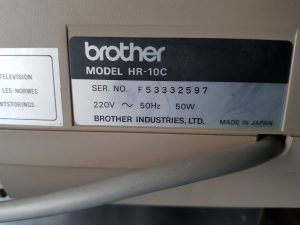 TELEVISION
LES NORMES
NTSTORINGS
brother
MODEL HR-10C
SER. NO. F53332597
220V ~ 50Hz 50W
BROTHER INDUSTRIES, LTD. MADE IN JAPAN